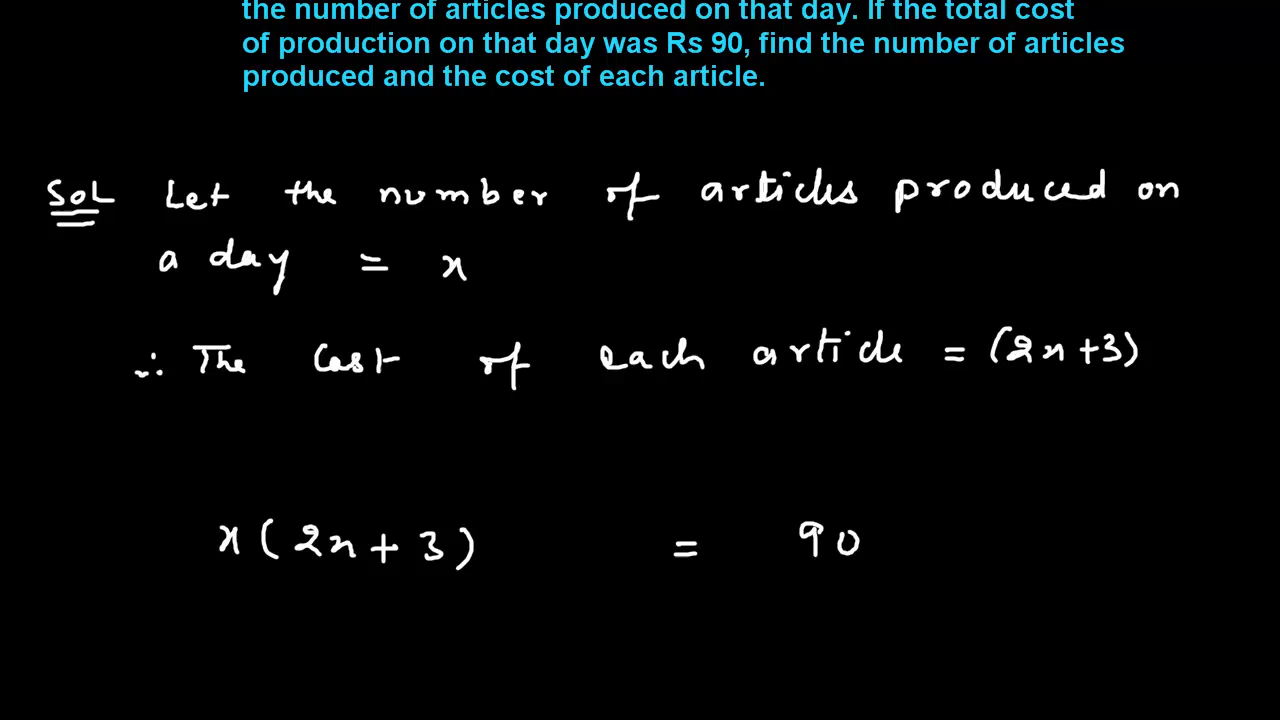 the number of articles produced on that day. If the total cost
of production on that day was Rs 90, find the number of articles
produced and the cost of each article.
SOL Let the number of articles produced on
a day = x
∴ The Cost of each article = (2x+3)
x(2x+3) = 90